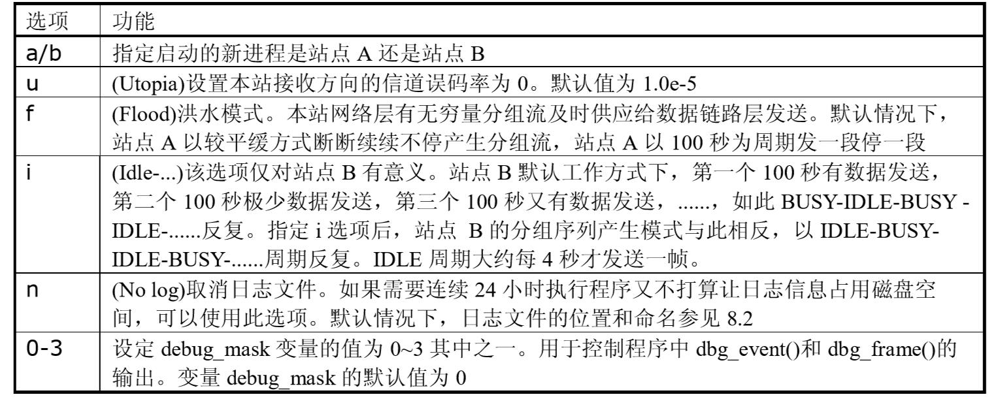 选项 功能
a/b 指定启动的新进程是站点 A 还是站点 B
u (Utopia)设置本站接收方向的信道误码率为 0。默认值为 1.0e-5
f (Flood)洪水模式。本站网络层有无穷量分组流及时供应给数据链路层发送。默认情况下，
站点 A 以较平缓方式断断续续不停产生分组流，站点 A 以 100 秒为周期发一段停一段
i (Idle-...)该选项仅对站点 B 有意义。站点 B 默认工作方式下，第一个 100 秒有数据发送，
第二个 100 秒极少数据发送，第三个 100 秒又有数据发送，......，如此 BUSY-IDLE-BUSY -
IDLE-......反复。指定 i 选项后，站点 B 的分组序列产生模式与此相反，以 IDLE-BUSY-
IDLE-BUSY-......周期反复。IDLE 周期大约每 4 秒才发送一帧。
n (No log)取消日志文件。如果需要连续 24 小时执行程序又不打算让日志信息占用磁盘空
间，可以使用此选项。默认情况下，日志文件的位置和命名参见 8.2
0-3 设定 debug_mask 变量的值为 0~3 其中之一。用于控制程序中 dbg_event()和 dbg_frame()的
输出。变量 debug_mask 的默认值为 0